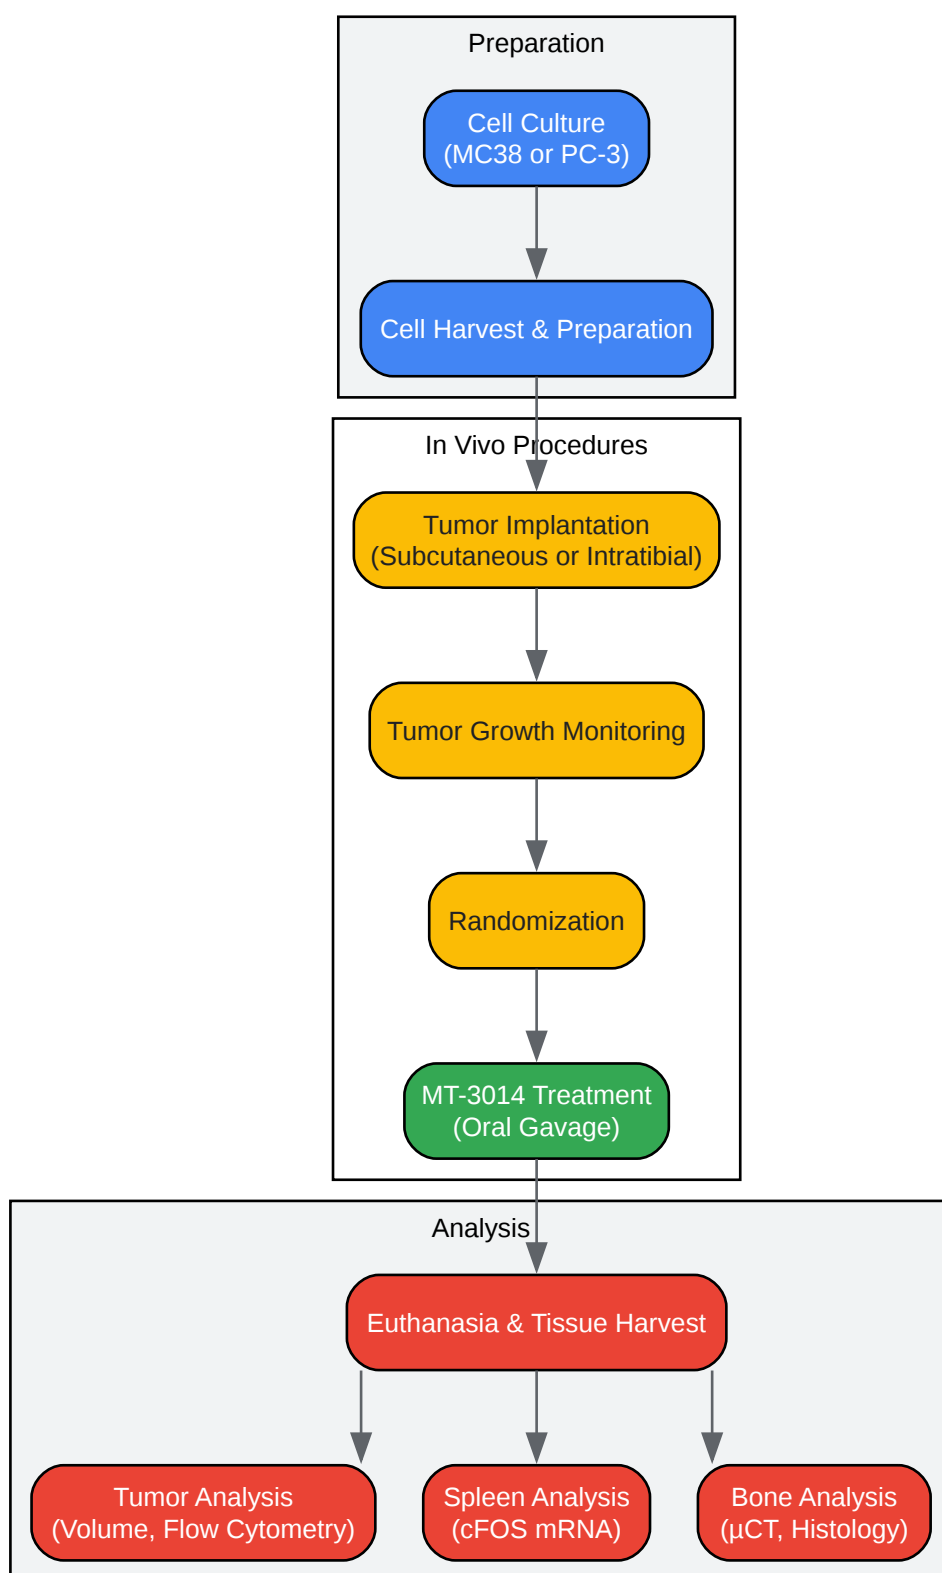 Preparation
Cell Culture
(MC38 or PC-3)
Cell Harvest & Preparation
In Vivo Procedures
Tumor Implantation
(Subcutaneous or Intratibial)
Tumor Growth Monitoring
Randomization
MT-3014 Treatment
(Oral Gavage)
Analysis
Euthanasia & Tissue Harvest
Tumor Analysis
(Volume, Flow Cytometry)
Spleen Analysis
(cFOS mRNA)
Bone Analysis
(µCT, Histology)